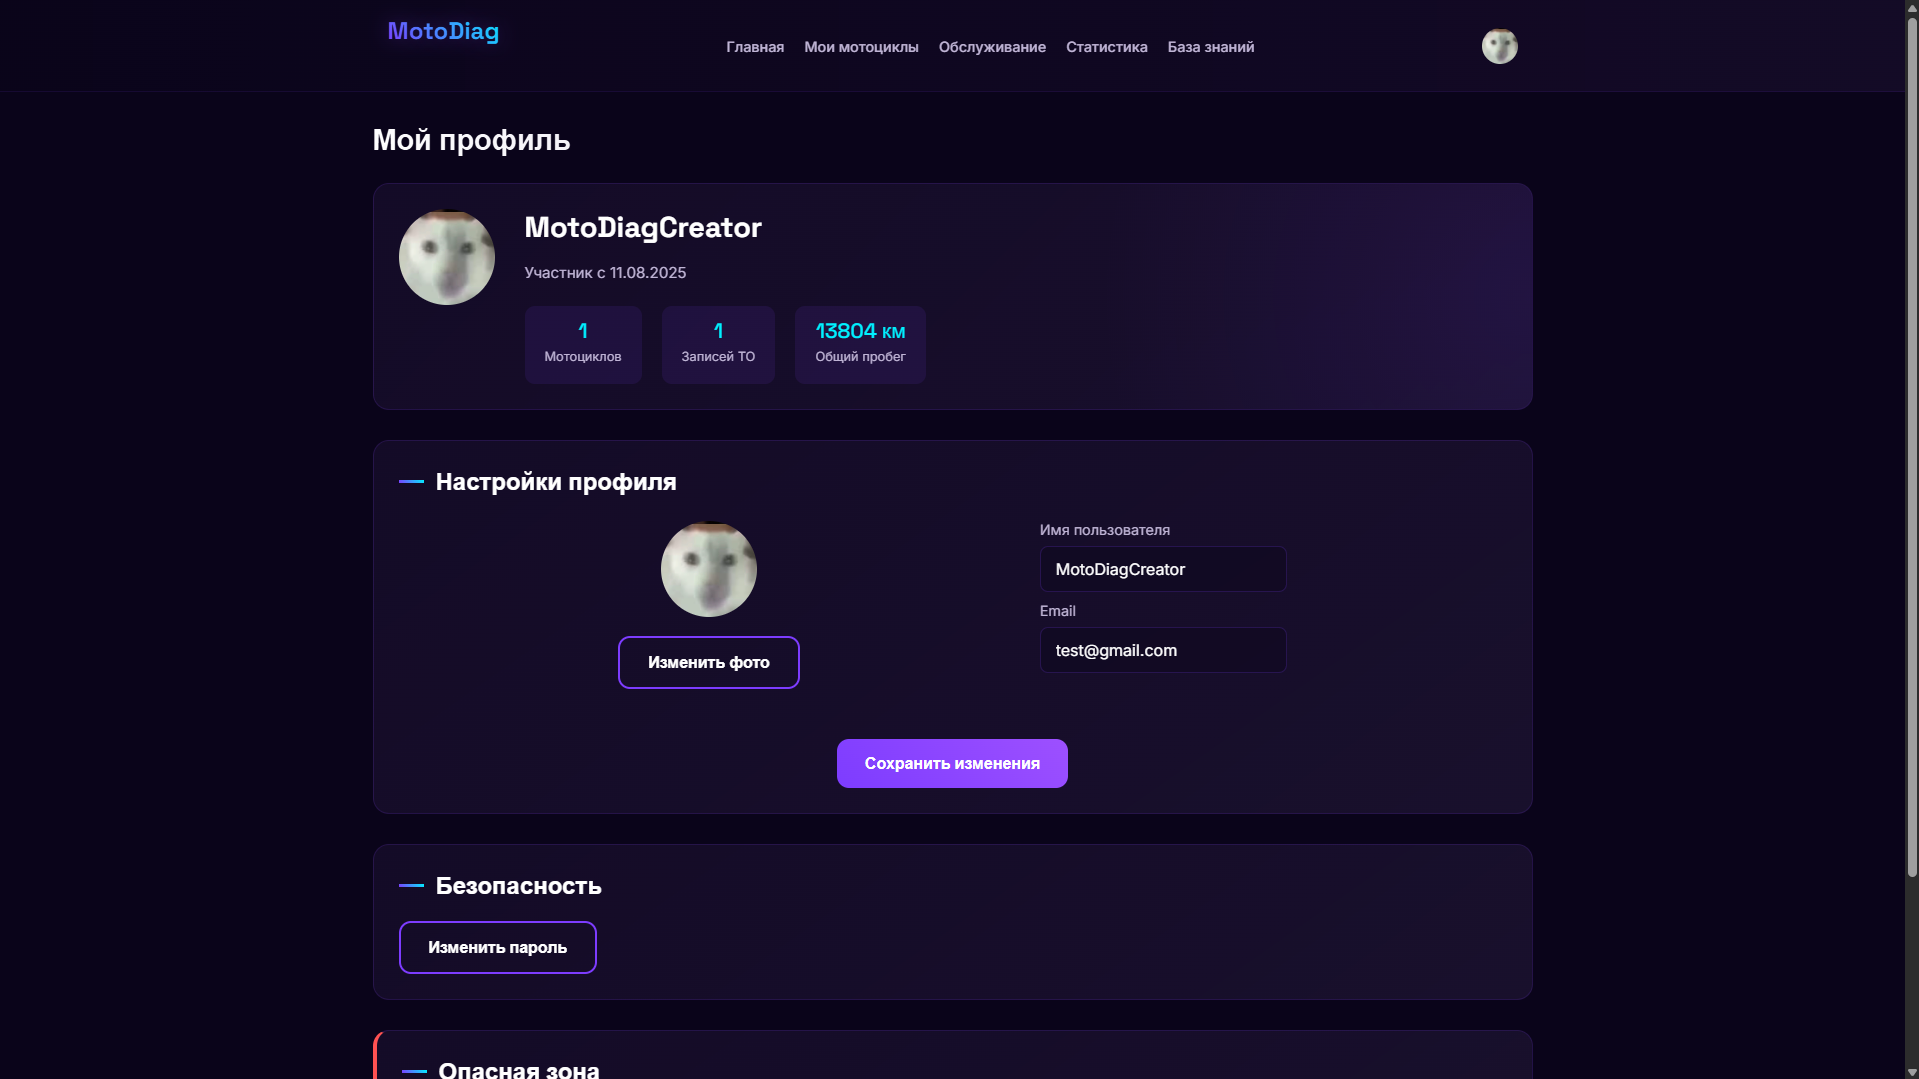 MotoDiag
Главная Мои мотоциклы Обслуживание Статистика База знаний
Мой профиль
MotoDiagCreator
Участник с 11.08.2025
1
Мотоциклов
1
Записей ТО
13804 км
Общий пробег
Настройки профиля
Изменить фото
Имя пользователя
MotoDiagCreator
Email
test@gmail.com
Сохранить изменения
Безопасность
Изменить пароль
Опасная зона